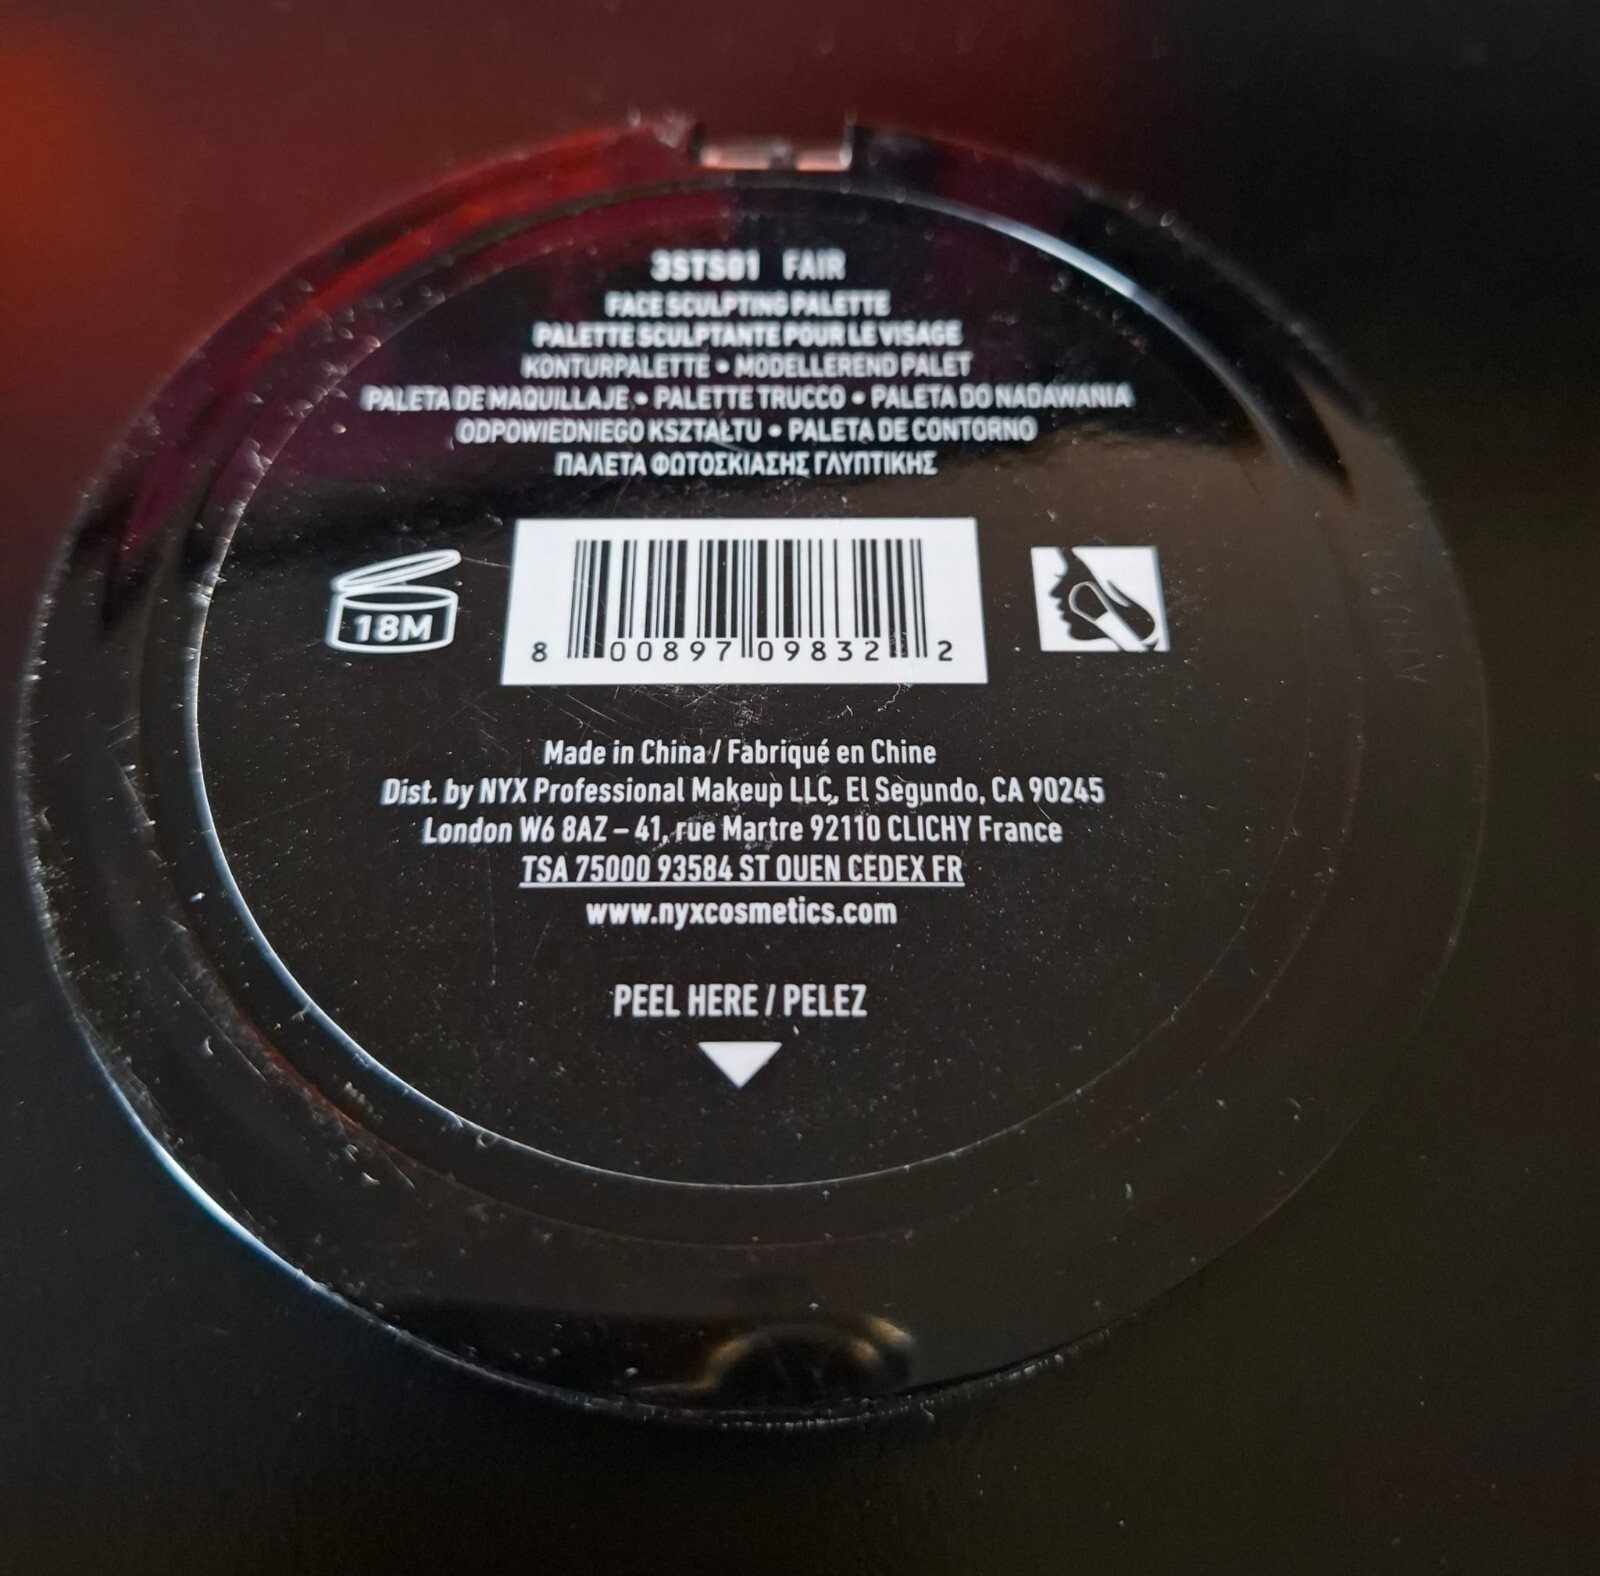 3STS01 FAIR
FACE SCULPTING PALETTE
PALETTE SCULPTANTE POUR LE VISAGE
KONTURPALETTE • MODELLEREND PALET
PALETA DE MAQUILLAJE • PALETTE TRUCCO • PALETA DO NADAWANIA
ODPOWIEDNIEGO KSZTAŁTU • PALETA DE CONTORNO
ΠΑΛΕΤΑ ΦΩΤΟΣΚΙΑΣΗΣ ΓΛΥΠΤΙΚΗΣ
18M
8 00897 09832 2
Made in China / Fabriqué en Chine
Dist. by NYX Professional Makeup LLC, El Segundo, CA 90245
London W6 8AZ – 41, rue Martre 92110 CLICHY France
TSA 75000 93584 ST OUEN CEDEX FR
www.nyxcosmetics.com
PEEL HERE / PELEZ